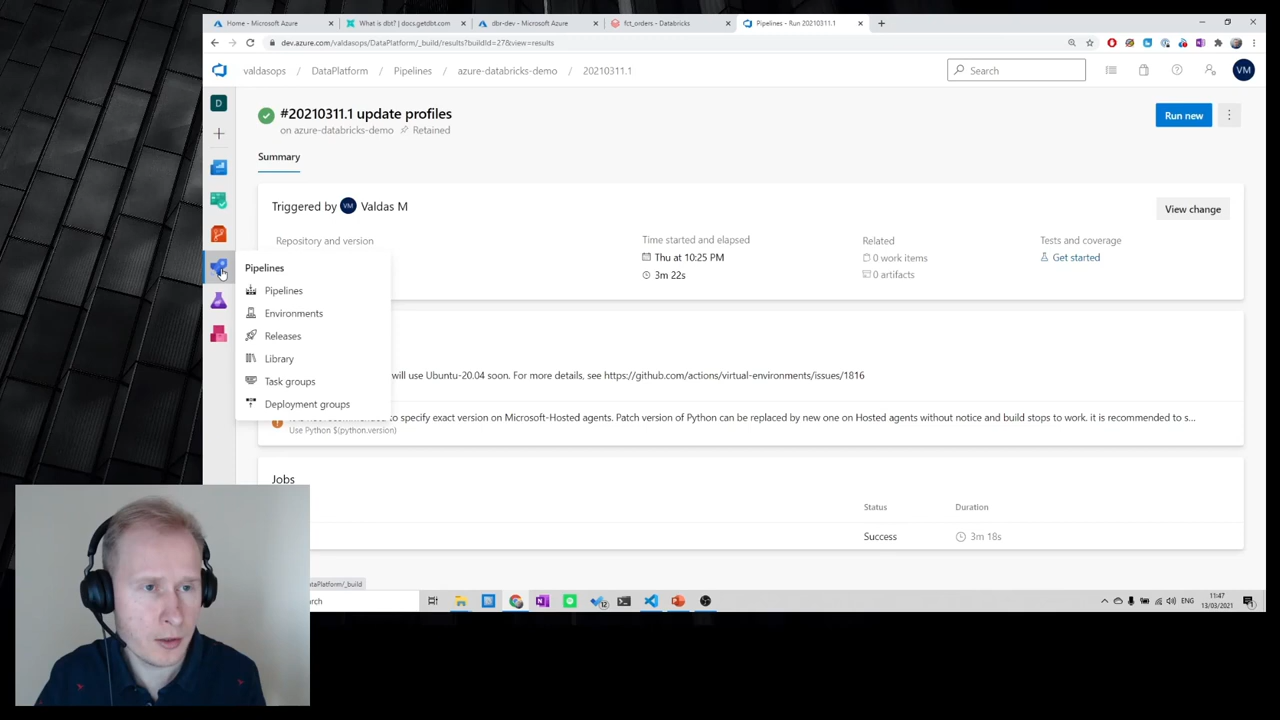 Home - Microsoft Azure
What is dbt? | docs.getdbt.com
dbr-dev - Microsoft Azure
fct_orders - Databricks
Pipelines - Run 20210311.1
dev.azure.com/valdasops/DataPlatform/_build/results?buildId=27&view=results
valdasops / DataPlatform / Pipelines / azure-databricks-demo / 20210311.1
Search
VM
D
#20210311.1 update profiles
on azure-databricks-demo Retained
Run new
Summary
Triggered by VM Valdas M
View change
Repository and version
Time started and elapsed
Related
Tests and coverage
Thu at 10:25 PM
0 work items
Get started
3m 22s
0 artifacts
Pipelines
Pipelines
Environments
Releases
Library
Task groups
Deployment groups
will use Ubuntu-20.04 soon. For more details, see https://github.com/actions/virtual-environments/issues/1816
to specify exact version on Microsoft-Hosted agents. Patch version of Python can be replaced by new one on Hosted agents without notice and build stops to work. it is recommended to s...
Use Python $(python.version)
Jobs
Status
Duration
Success
3m 18s
ataPlatform/_build
rch
12
ENG
11:47
13/03/2021